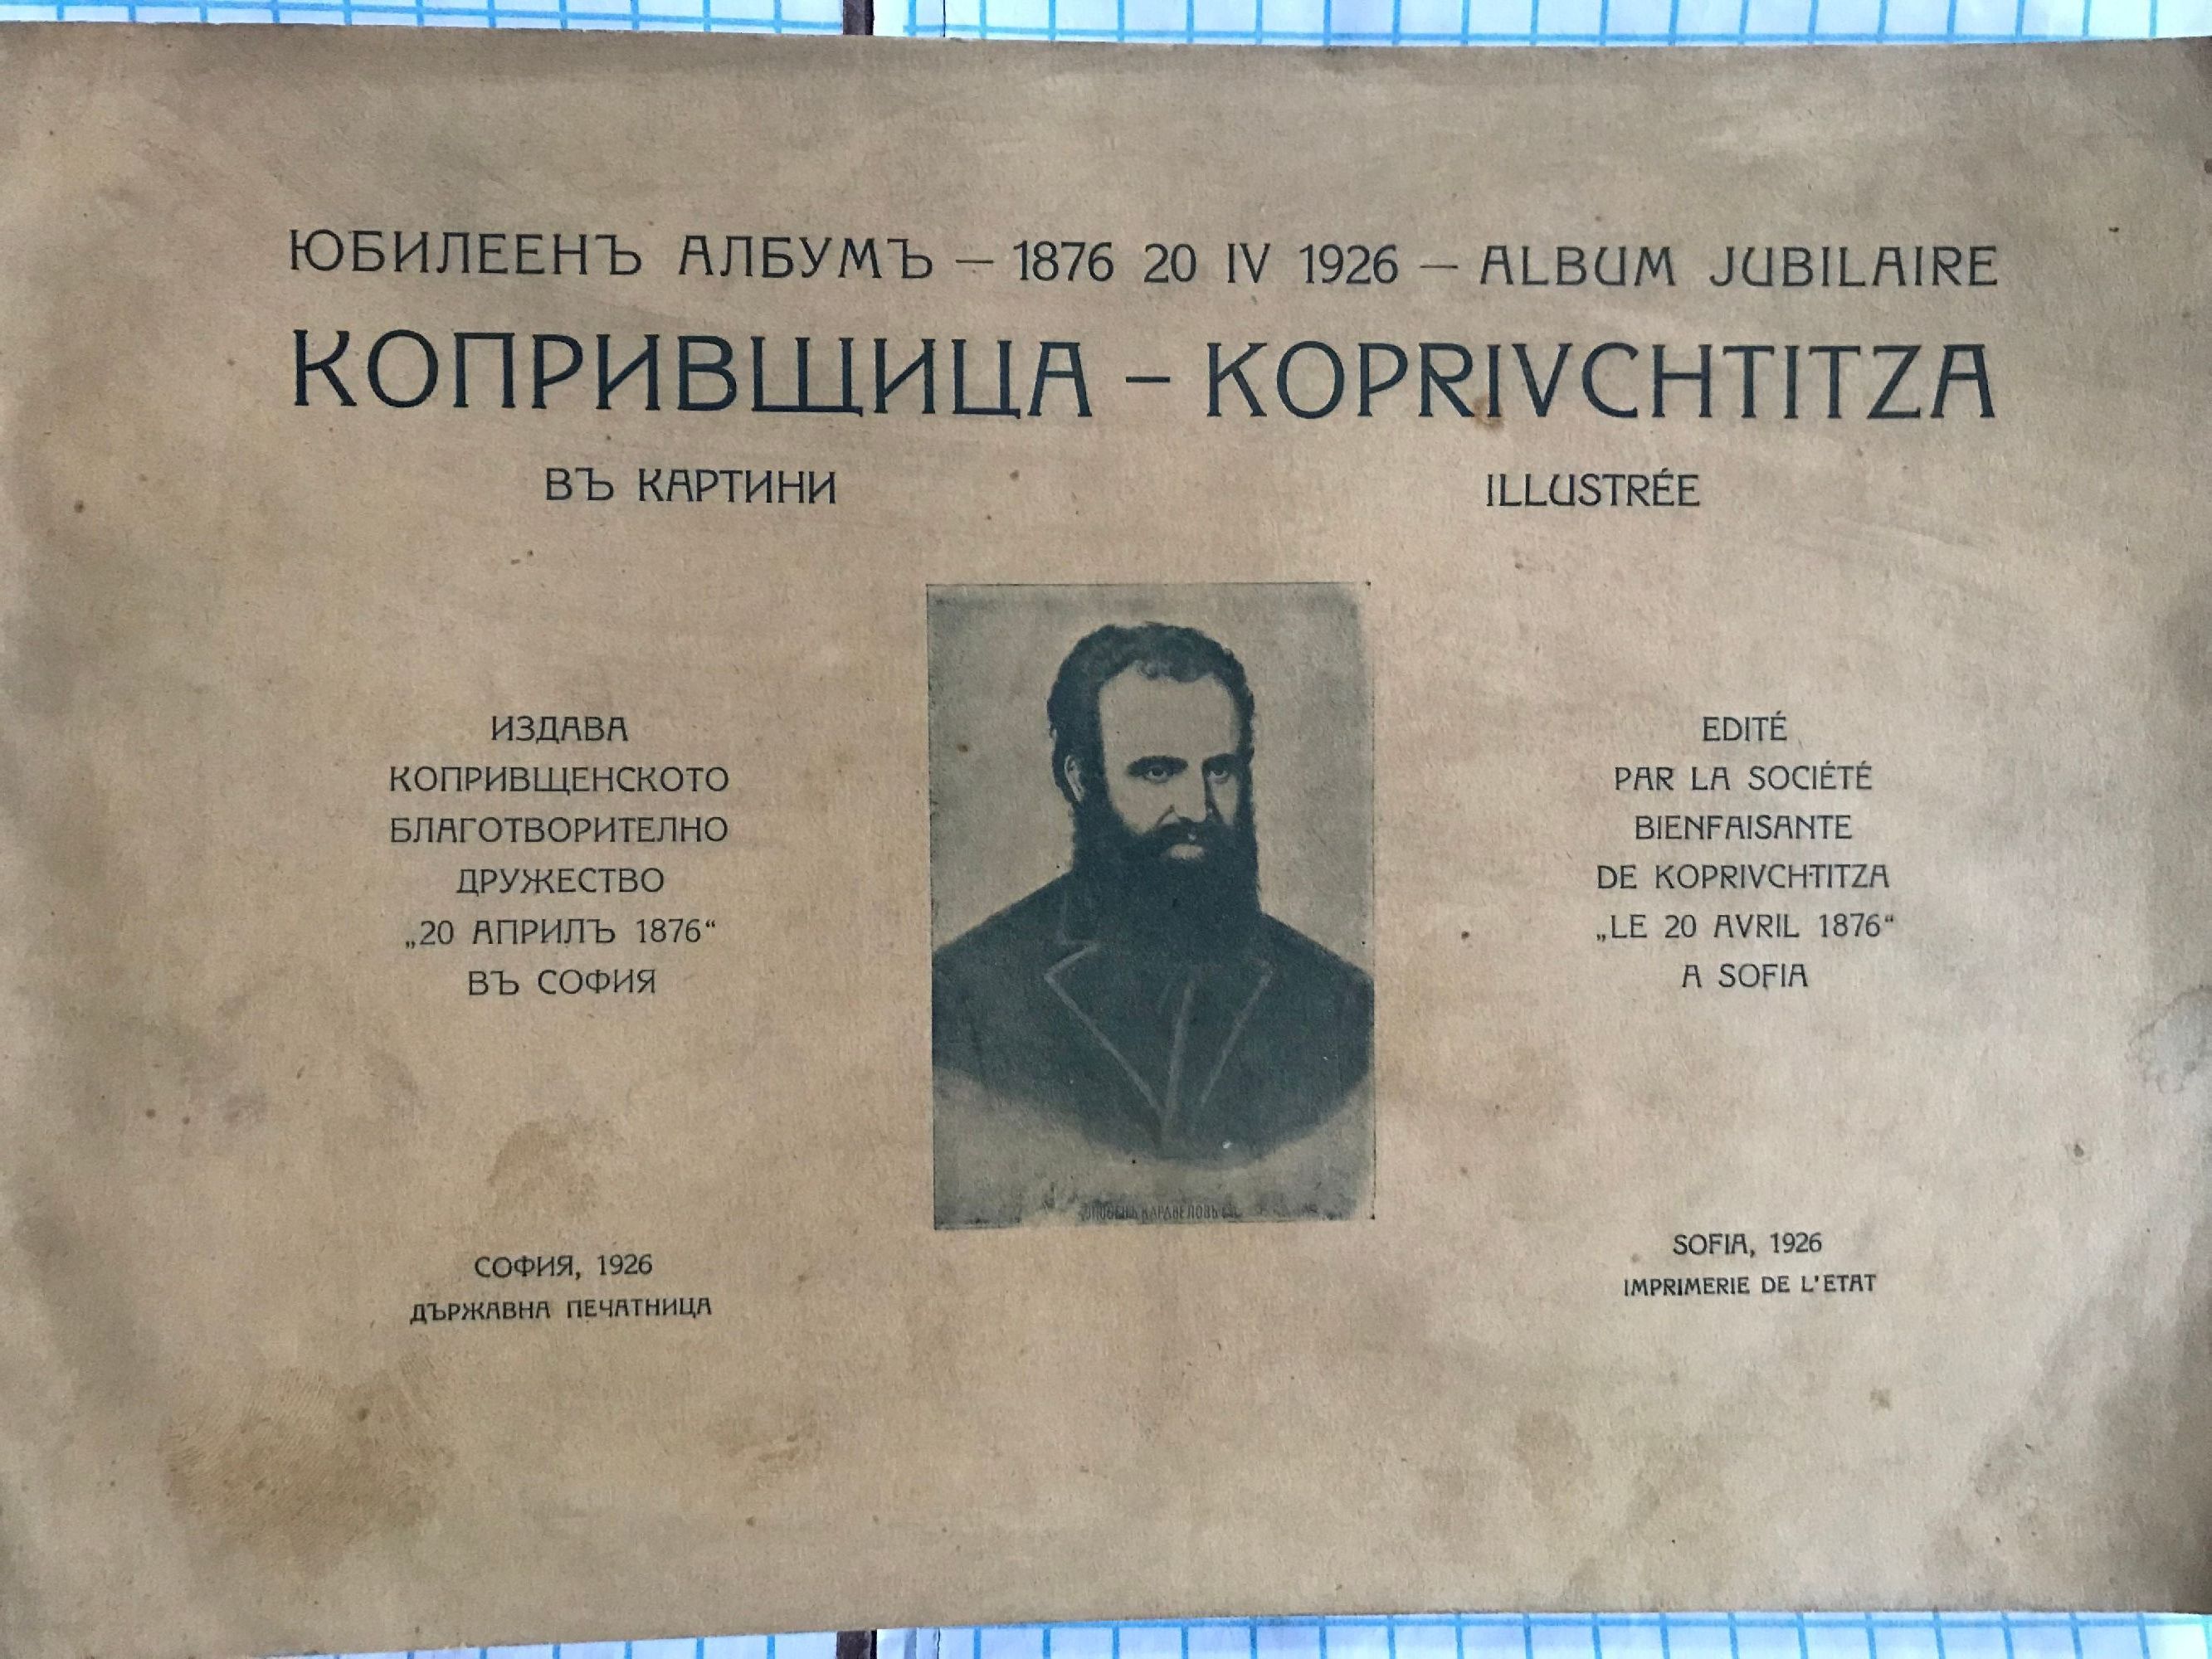 ЮБИЛЕЕНЪ АЛБУМЪ — 1876 20 IV 1926 — ALBUM JUBILAIRE
КОПРИВЩИЦА – KOPRIVCHTITZA
ВЪ КАРТИНИ
ILLUSTRÉE
ИЗДАВА
КОПРИВЩЕНСКОТО
БЛАГОТВОРИТЕЛНО
ДРУЖЕСТВО
„20 АПРИЛЪ 1876“
ВЪ СОФИЯ
EDITÉ
PAR LA SOCIÉTÉ
BIENFAISANTE
DE KOPRIVCHTITZA
„LE 20 AVRIL 1876“
A SOFIA
ЛЮБЕНЪ КАРАВЕЛОВЪ
СОФИЯ, 1926
ДЪРЖАВНА ПЕЧАТНИЦА
SOFIA, 1926
IMPRIMERIE DE L'ETAT